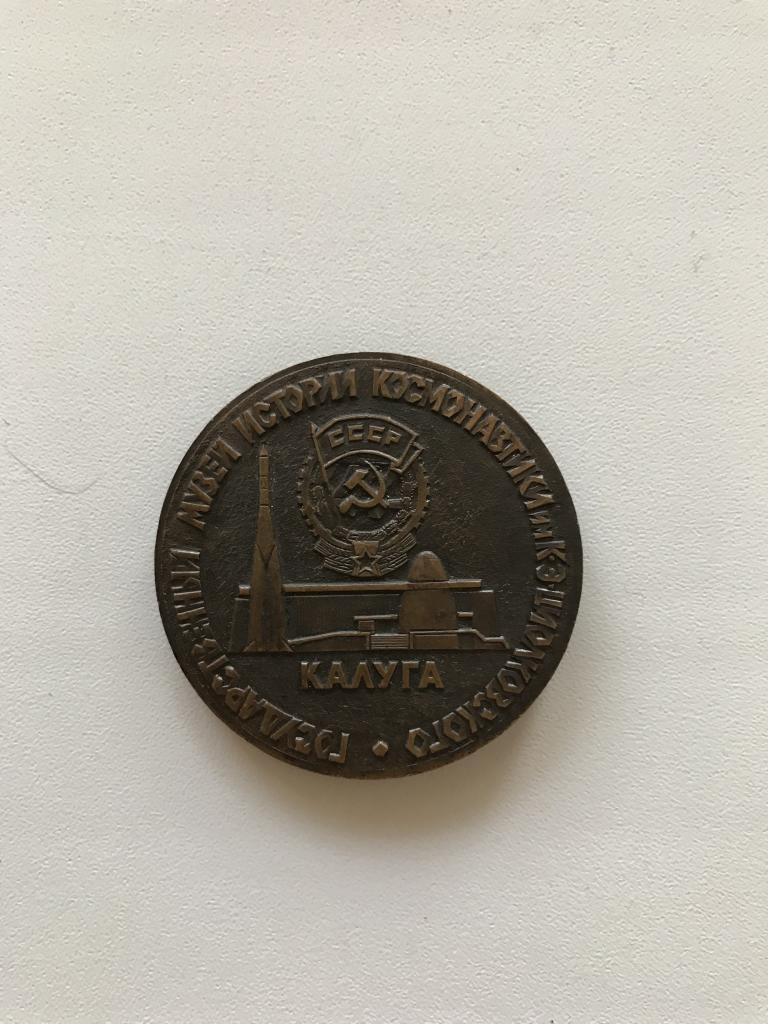 ГОСУДАРСТВЕННЫЙ МУЗЕЙ ИСТОРИИ КОСМОНАВТИКИ ИМ К·Э·ЦИОЛКОВСКОГО
СССР
КАЛУГА